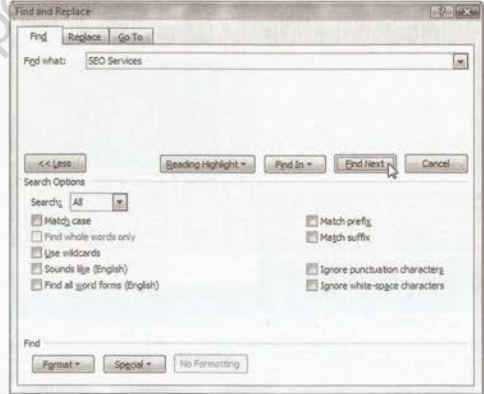 Find and Replace
Find Replace Go To
Find what: SEO Services
<< Less Reading Highlight Find In Find Next Cancel
Search Options
Search: All
Match case Match prefix
Find whole words only Match suffix
Use wildcards
Sounds like (English) Ignore punctuation characters
Find all word forms (English) Ignore white-space characters
Find
Format Special No Formatting